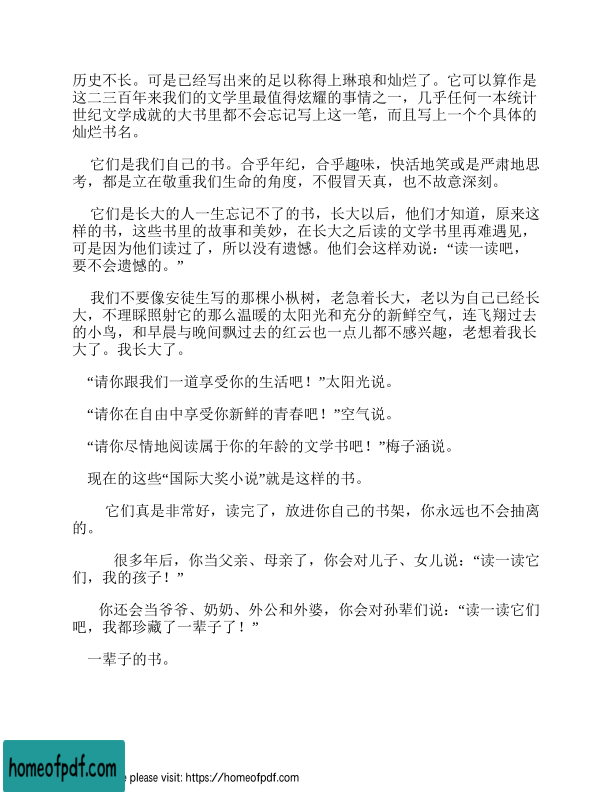 历史不长。可是已经写出来的足以称得上琳琅和灿烂了。它可以算作是
这二三百年来我们的文学里最值得炫耀的事情之一，几乎任何一本统计
世纪文学成就的大书里都不会忘记写上这一笔，而且写上一个个具体的
灿烂书名。
它们是我们自己的书。合乎年纪，合乎趣味，快活地笑或是严肃地思
考，都是立在敬重我们生命的角度，不假冒天真，也不故意深刻。
它们是长大的人一生忘记不了的书，长大以后，他们才知道，原来这
样的书，这些书里的故事和美妙，在长大之后读的文学书里再难遇见，
可是因为他们读过了，所以没有遗憾。他们会这样劝说：“读一读吧，
要不会遗憾的。”
我们不要像安徒生写的那棵小枞树，老急着长大，老以为自己已经长
大，不理睬照射它的那么温暖的太阳光和充分的新鲜空气，连飞翔过去
的小鸟，和早晨与晚间飘过去的红云也一点儿都不感兴趣，老想着我长
大了。我长大了。
“请你跟我们一道享受你的生活吧！”太阳光说。
“请你在自由中享受你新鲜的青春吧！”空气说。
“请你尽情地阅读属于你的年龄的文学书吧！”梅子涵说。
现在的这些“国际大奖小说”就是这样的书。
它们真是非常好，读完了，放进你自己的书架，你永远也不会抽离
的。
很多年后，你当父亲、母亲了，你会对儿子、女儿说：“读一读它
们，我的孩子！”
你还会当爷爷、奶奶、外公和外婆，你会对孙辈们说：“读一读它们
吧，我都珍藏了一辈子了！”
一辈子的书。
homeofpdf.com
please visit: https://homeofpdf.com